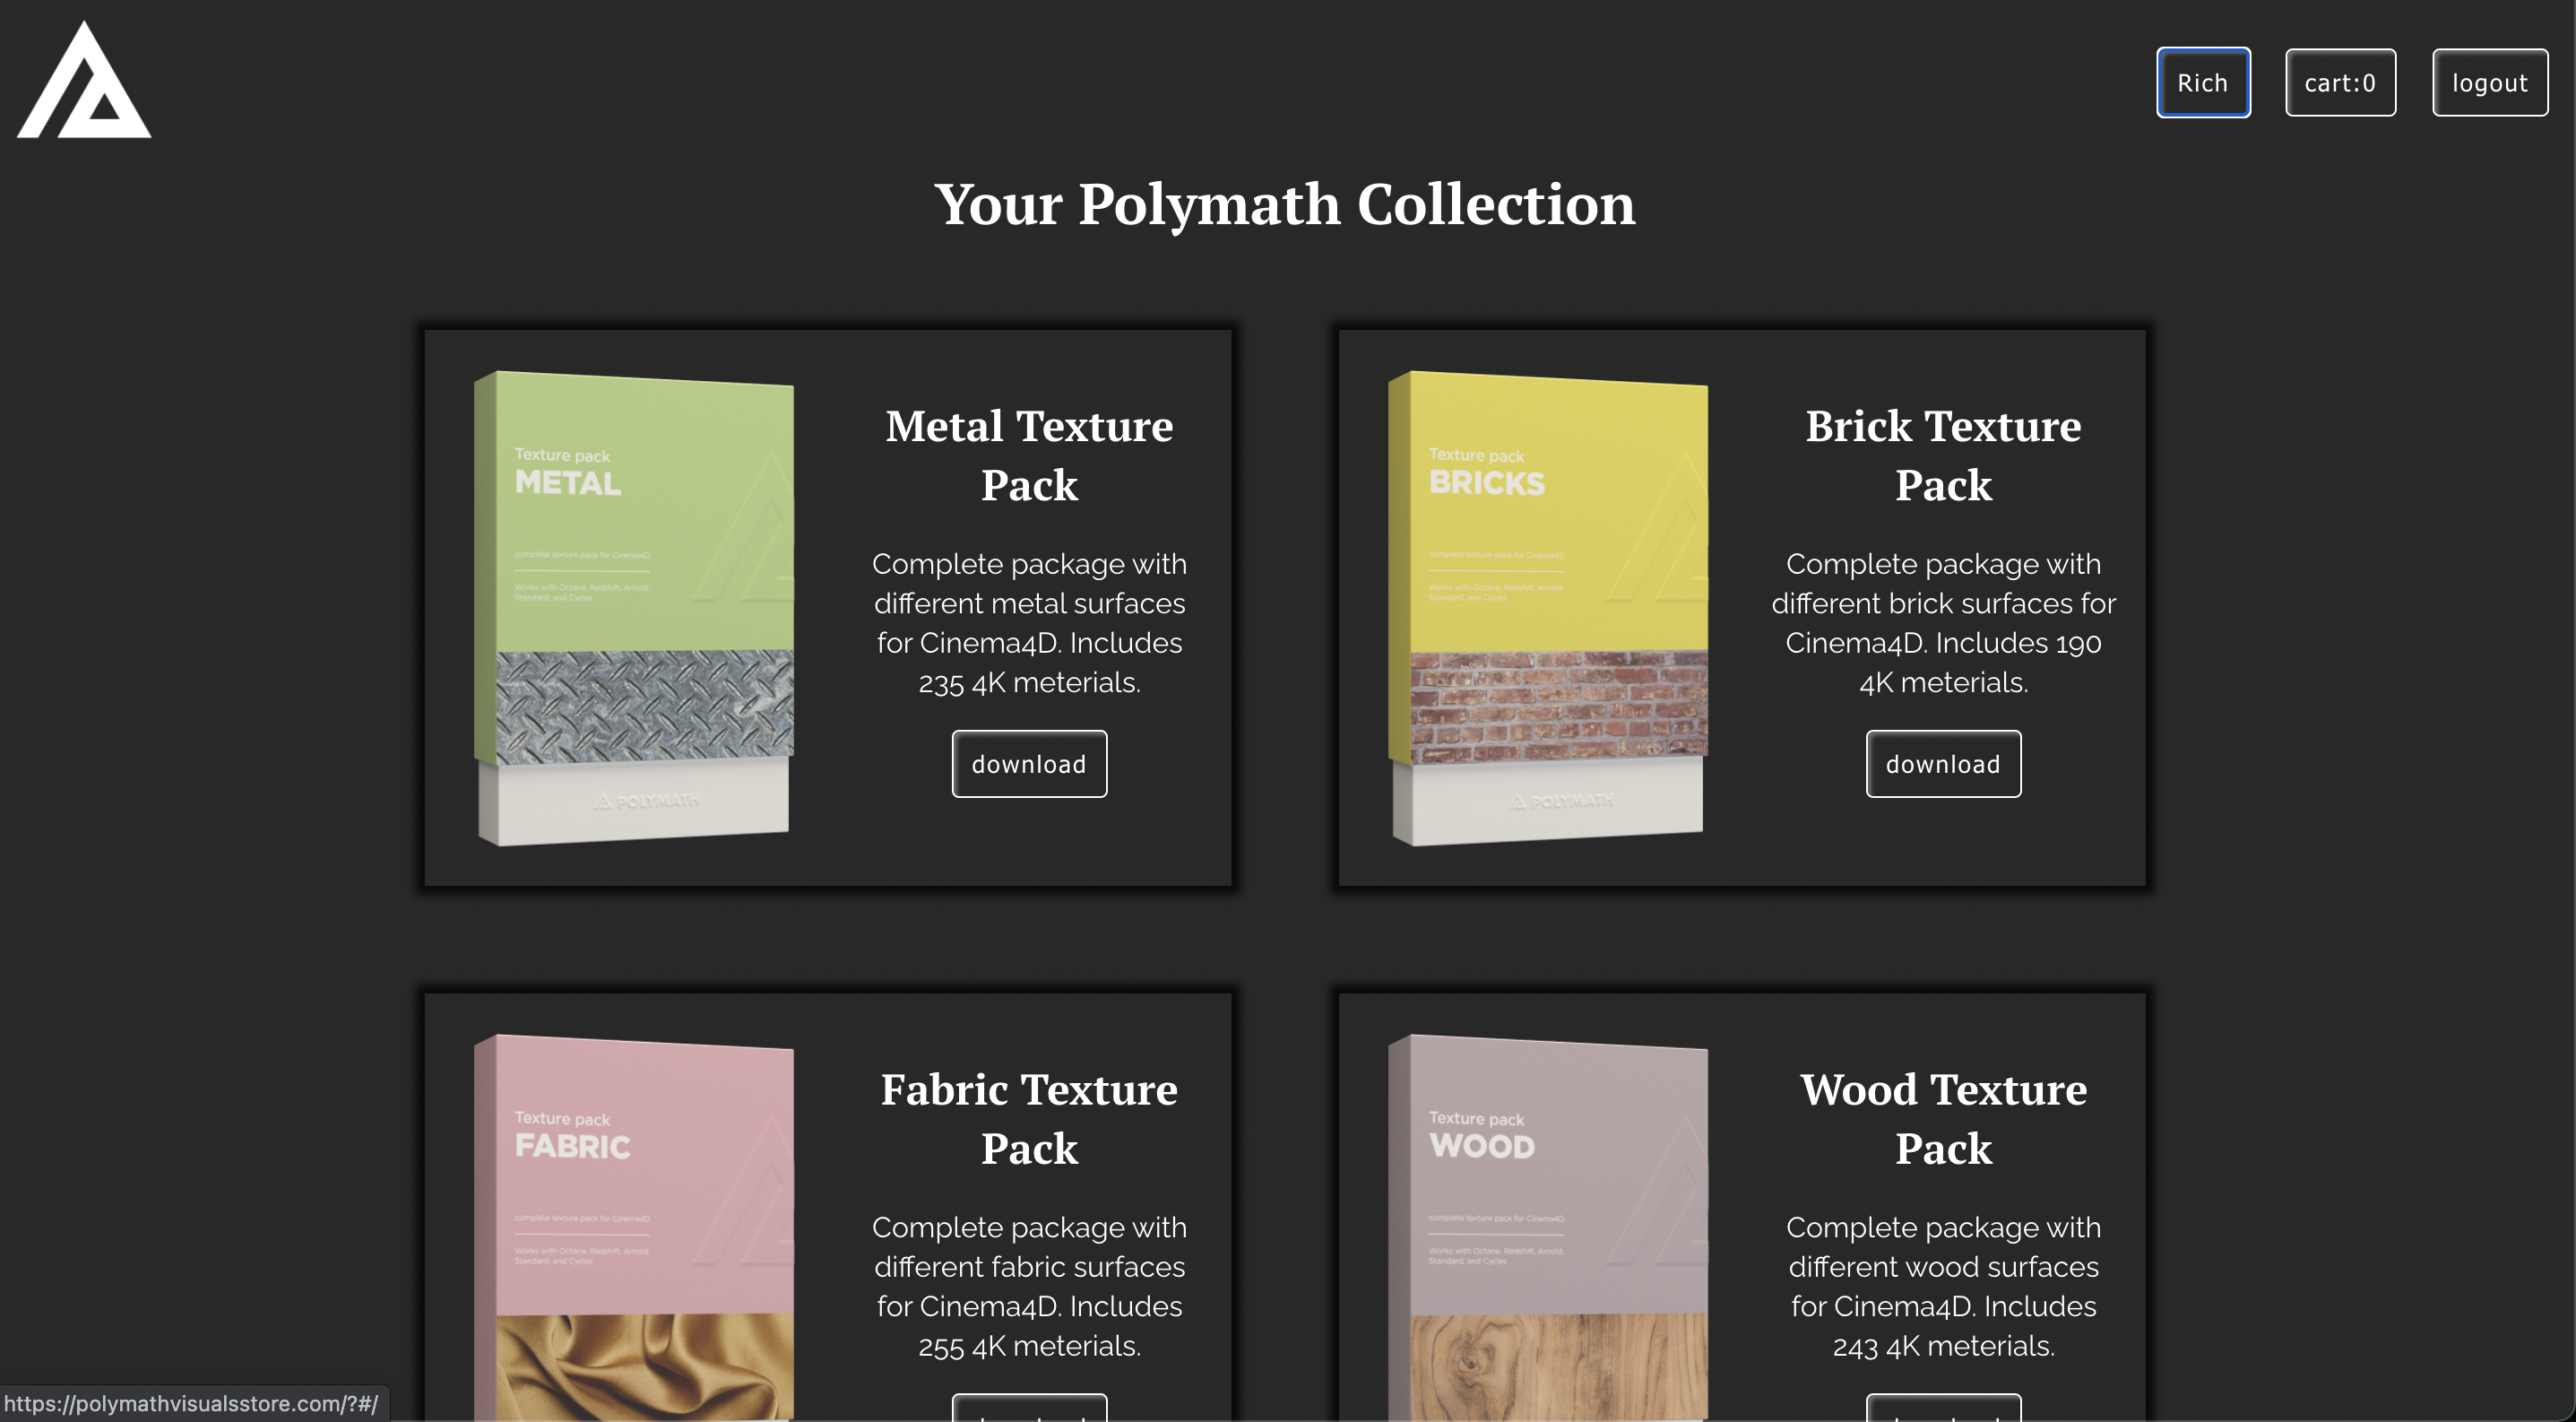 Rich
cart:0
logout
Your Polymath Collection
Texture pack
METAL
complete texture pack for Cinema4D
Works with Octane, Redshift, Arnold,
Standard, and Cycles
POLYMATH
Metal Texture
Pack
Complete package with
different metal surfaces
for Cinema4D. Includes
235 4K meterials.
download
Texture pack
BRICKS
complete texture pack for Cinema4D
Works with Octane, Redshift, Arnold,
Standard, and Cycles
POLYMATH
Brick Texture
Pack
Complete package with
different brick surfaces for
Cinema4D. Includes 190
4K meterials.
download
Texture pack
FABRIC
complete texture pack for Cinema4D
Works with Octane, Redshift, Arnold,
Standard, and Cycles
Fabric Texture
Pack
Complete package with
different fabric surfaces
for Cinema4D. Includes
255 4K meterials.
Texture pack
WOOD
complete texture pack for Cinema4D
Works with Octane, Redshift, Arnold,
Standard, and Cycles
Wood Texture
Pack
Complete package with
different wood surfaces
for Cinema4D. Includes
243 4K meterials.
https://polymathvisualsstore.com/?#/